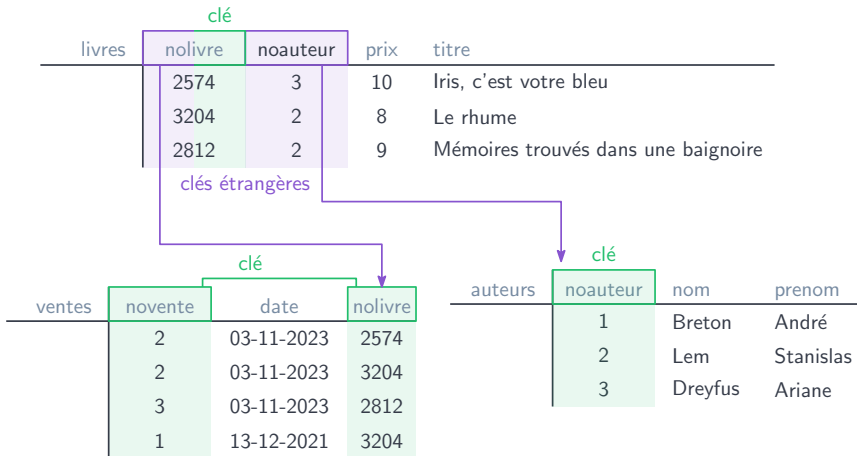 clé
livres nolivre noauteur prix titre
2574 3 10 Iris, c'est votre bleu
3204 2 8 Le rhume
2812 2 9 Mémoires trouvés dans une baignoire
clés étrangères
clé
ventes novente date nolivre
2 03-11-2023 2574
2 03-11-2023 3204
3 03-11-2023 2812
1 13-12-2021 3204
clé
auteurs noauteur nom prenom
1 Breton André
2 Lem Stanislas
3 Dreyfus Ariane